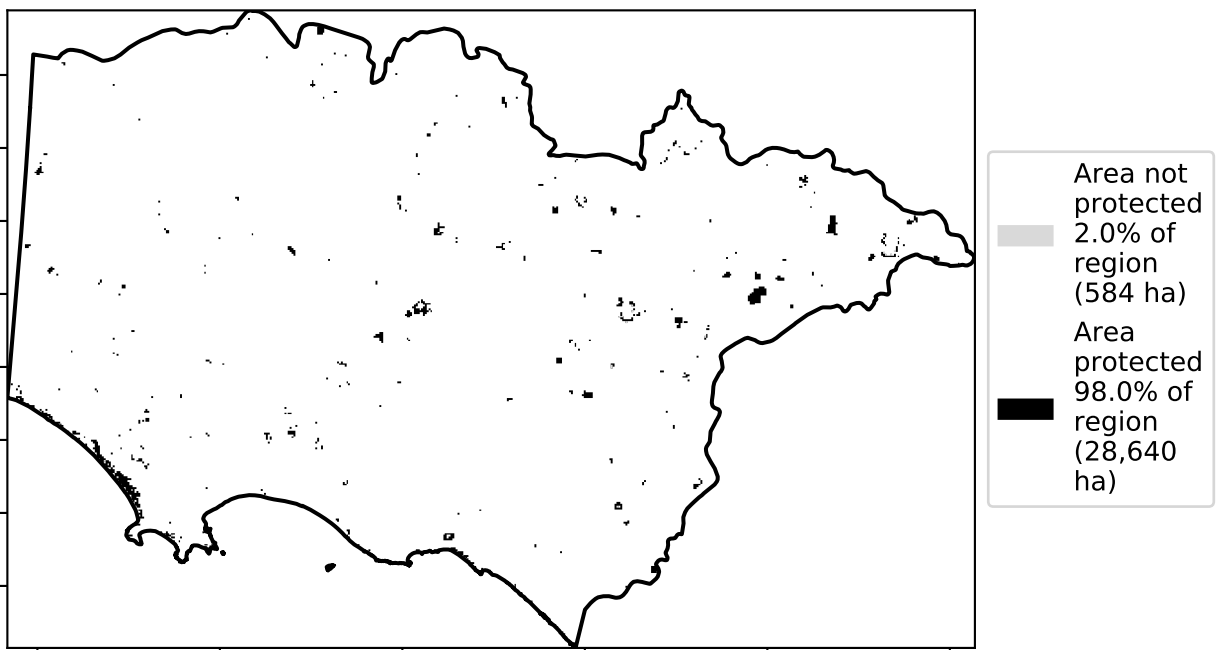 Area not
protected
2.0% of
region
(584 ha)
Area
protected
98.0% of
region
(28,640
ha)